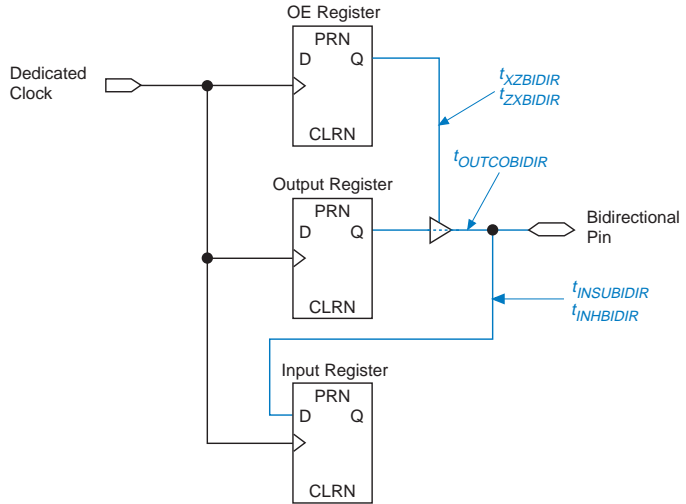 OE Register
PRN
D Q
CLRN
Dedicated
Clock
tXZBIDIR
tZXBIDIR
tOUTCOBIDIR
Output Register
PRN
D Q
CLRN
Bidirectional
Pin
tINSUBIDIR
tINHBIDIR
Input Register
PRN
D Q
CLRN